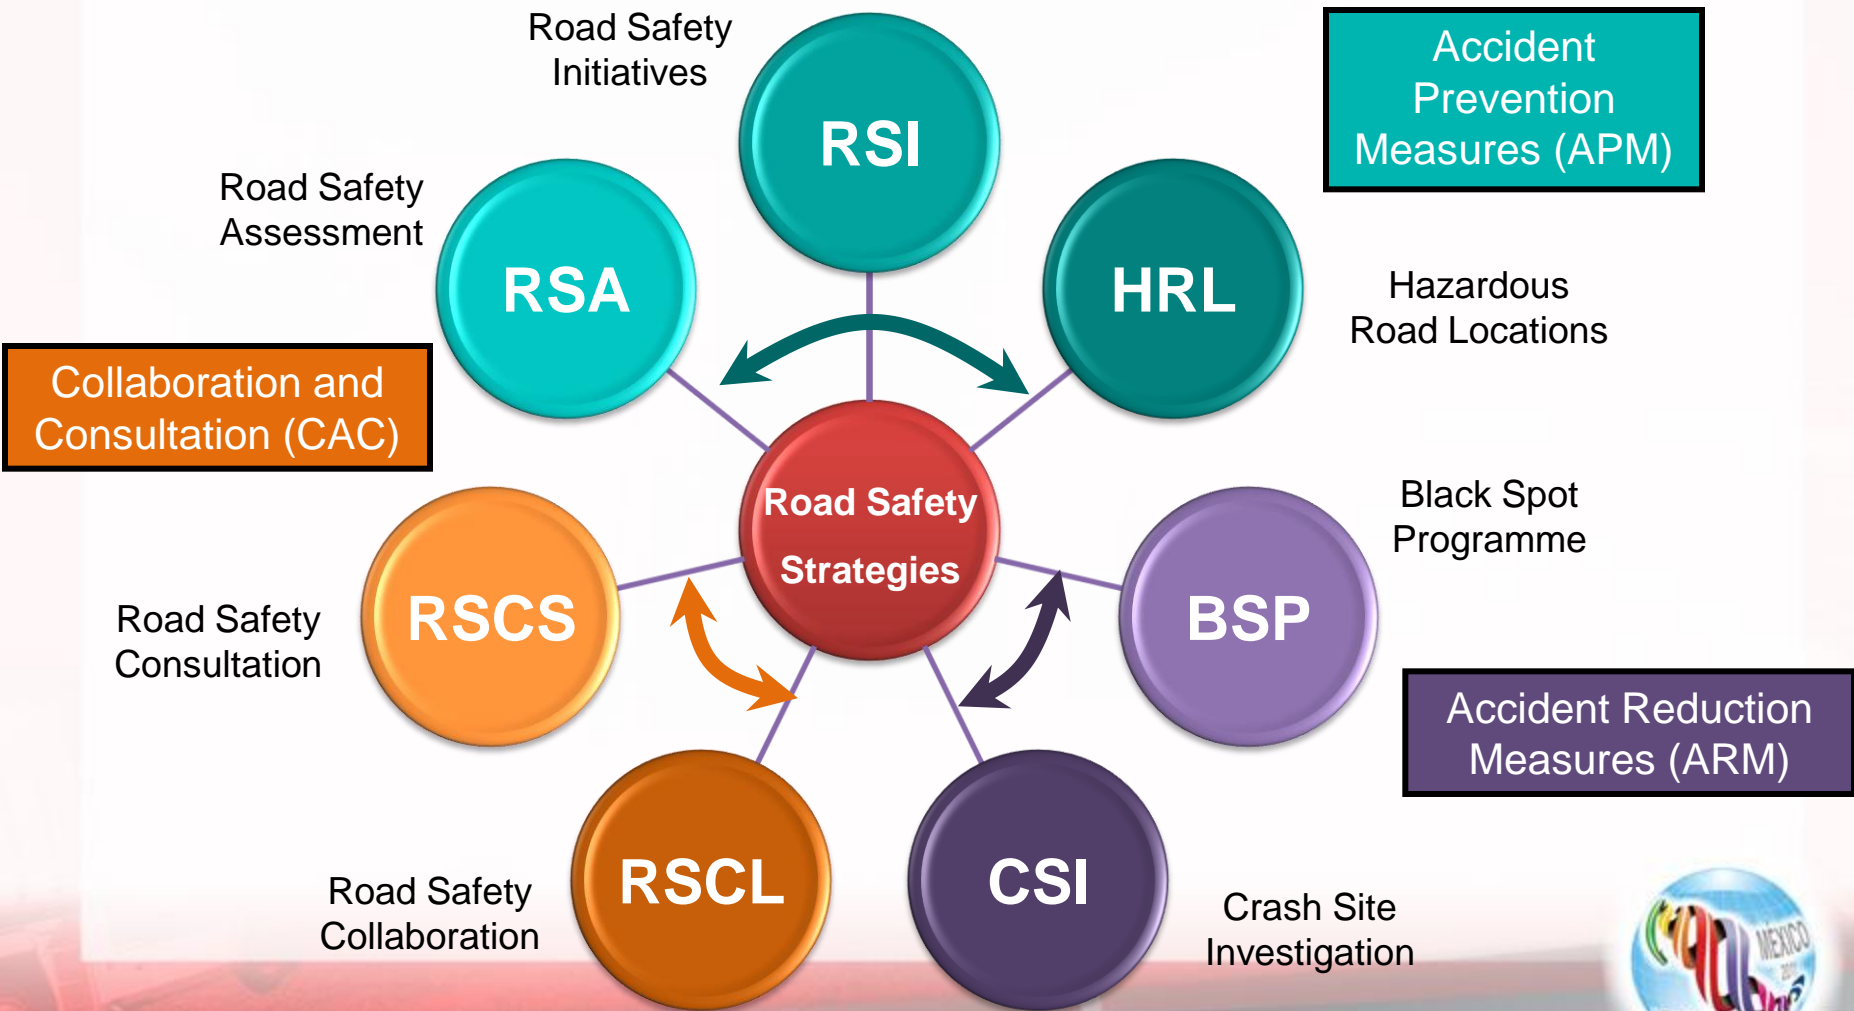 Road Safety
Initiatives
RSI
Accident
Prevention
Measures (APM)
Road Safety
Assessment
RSA
HRL
Hazardous
Road Locations
Collaboration and
Consultation (CAC)
Road Safety
Strategies
Black Spot
Programme
RSCS
BSP
Road Safety
Consultation
Accident Reduction
Measures (ARM)
RSCL
CSI
Road Safety
Collaboration
Crash Site
Investigation
MÉXICO